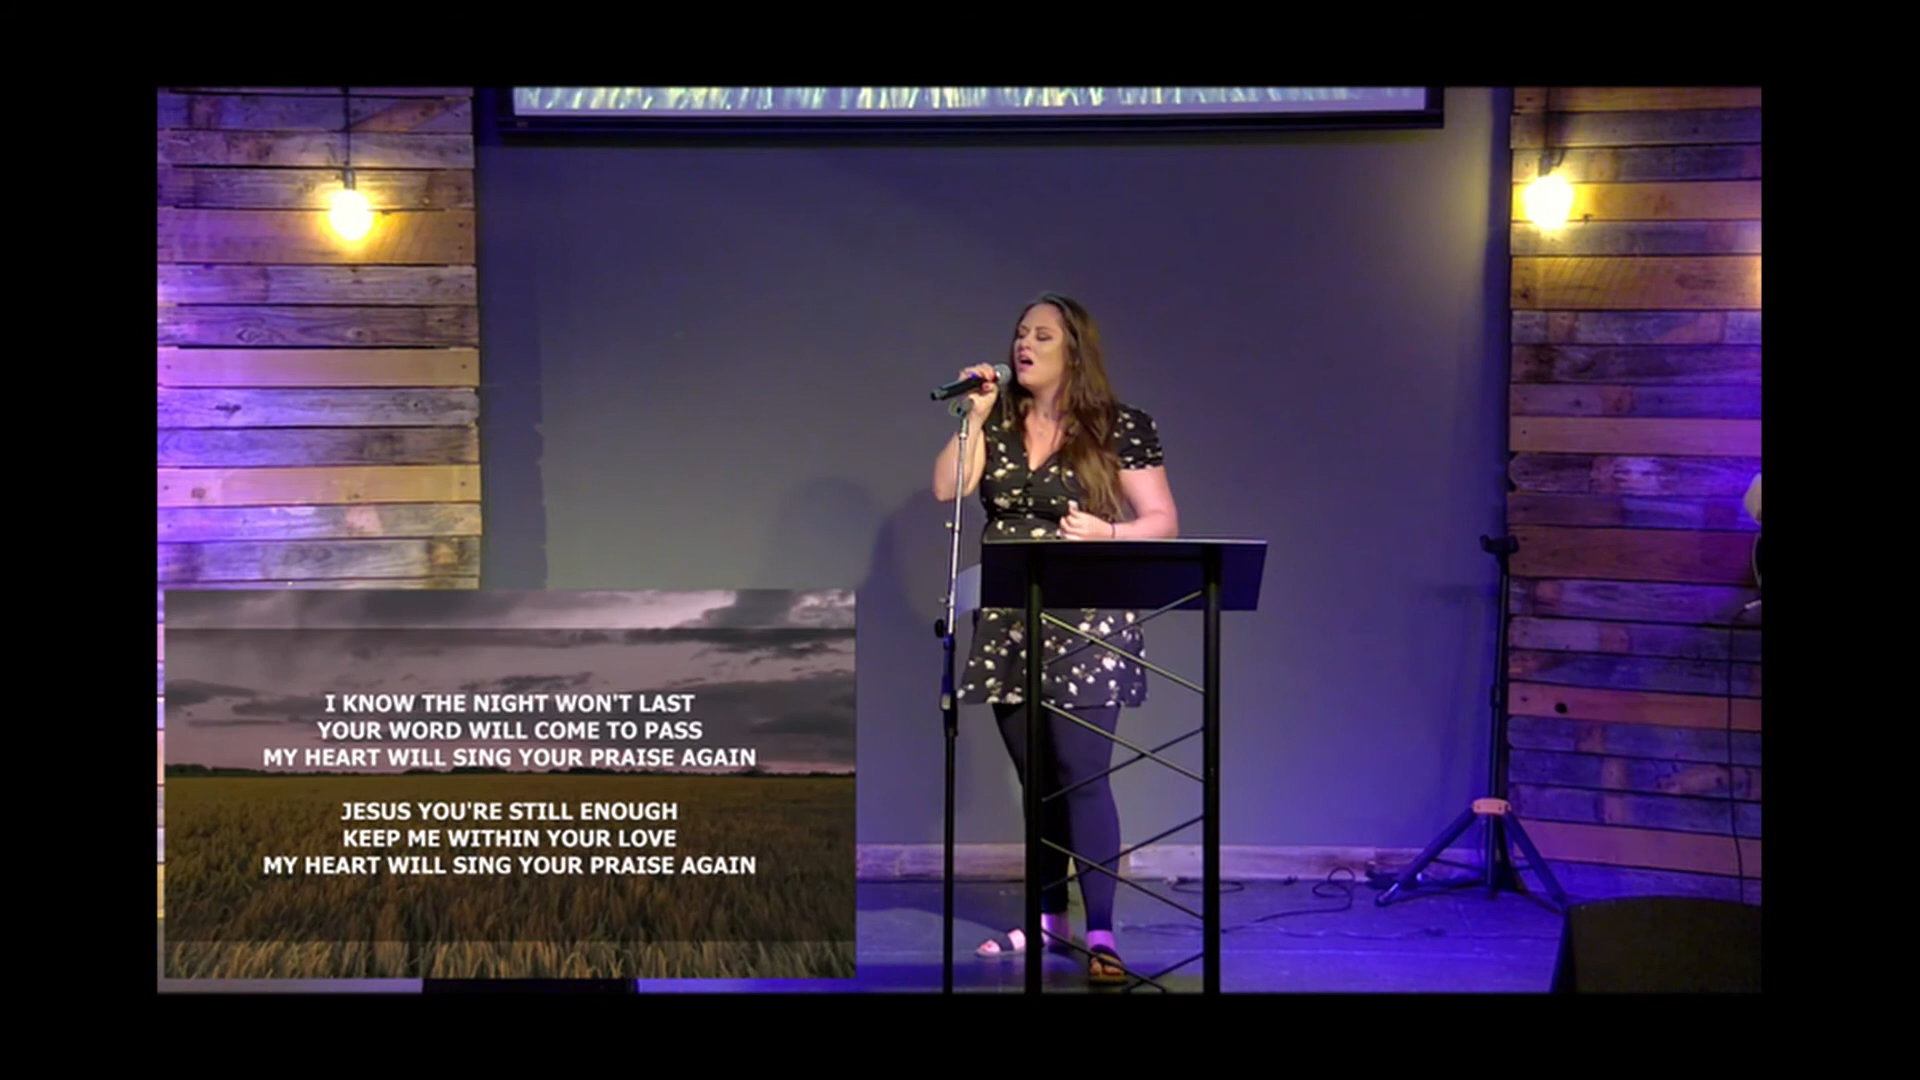 I KNOW THE NIGHT WON'T LAST
YOUR WORD WILL COME TO PASS
MY HEART WILL SING YOUR PRAISE AGAIN
JESUS YOU'RE STILL ENOUGH
KEEP ME WITHIN YOUR LOVE
MY HEART WILL SING YOUR PRAISE AGAIN